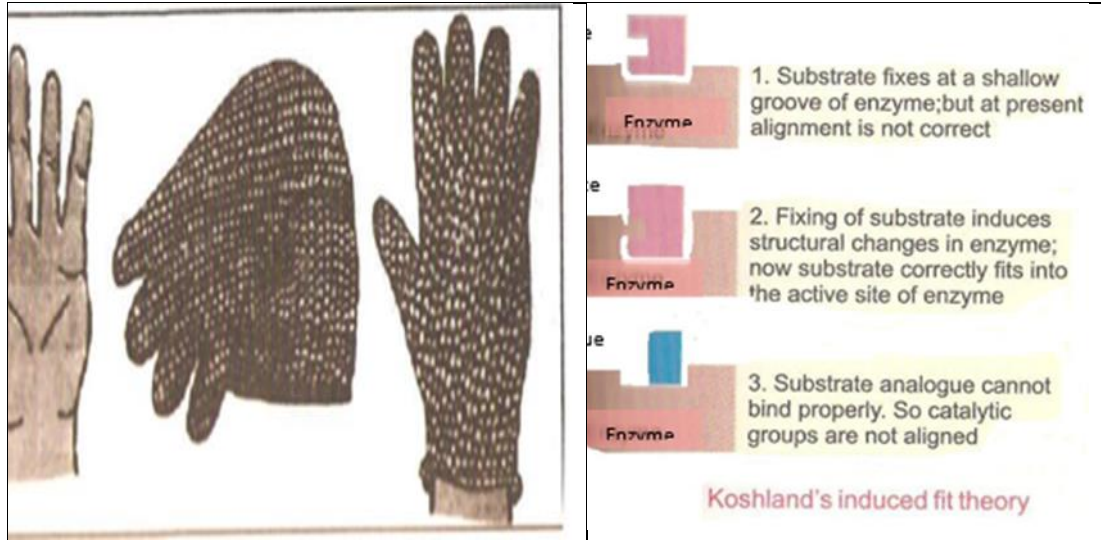 e
1. Substrate fixes at a shallow
groove of enzyme;but at present
alignment is not correct
Enzyme
te
2. Fixing of substrate induces
structural changes in enzyme;
now substrate correctly fits into
the active site of enzyme
Enzyme
ue
3. Substrate analogue cannot
bind properly. So catalytic
groups are not aligned
Enzyme
Koshland's induced fit theory